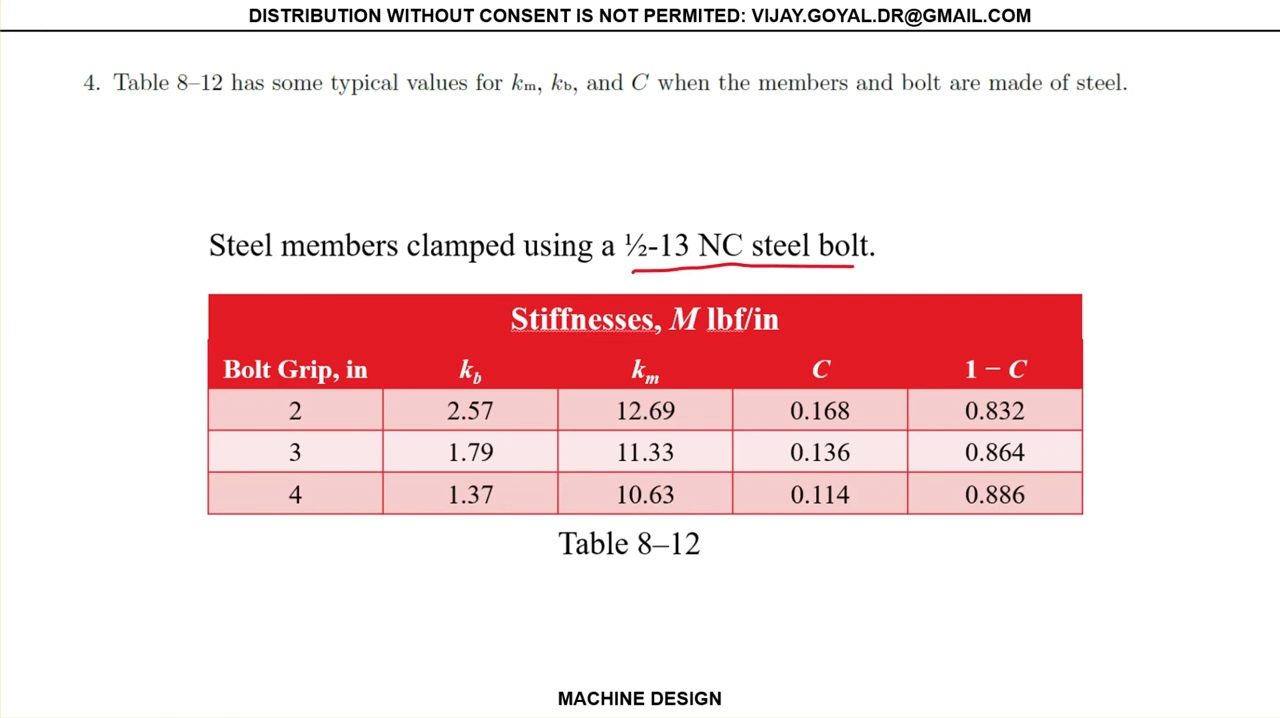 DISTRIBUTION WITHOUT CONSENT IS NOT PERMITTED: VIJAY.GOYAL.DR@GMAIL.COM
4. Table 8–12 has some typical values for km, kb, and C when the members and bolt are made of steel.
Steel members clamped using a ½-13 NC steel bolt.
Stiffnesses, M lbf/in
Bolt Grip, in kb km C 1 − C
2 2.57 12.69 0.168 0.832
3 1.79 11.33 0.136 0.864
4 1.37 10.63 0.114 0.886
Table 8–12
MACHINE DESIGN